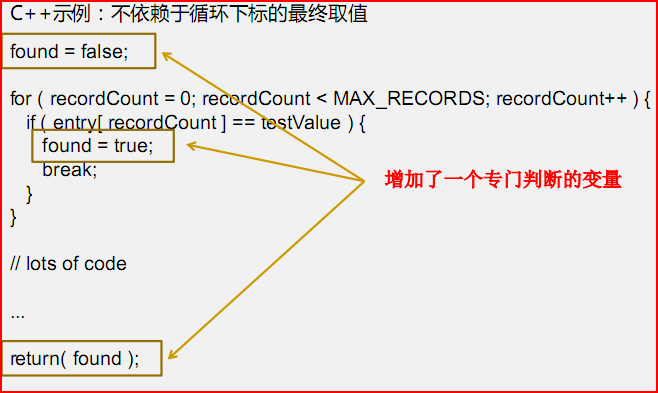 C++示例：不依赖于循环下标的最终取值
found = false;
for ( recordCount = 0; recordCount < MAX_RECORDS; recordCount++ ) {
if ( entry[ recordCount ] == testValue ) {
found = true;
break;
}
}
增加了一个专门判断的变量
// lots of code
...
return( found );